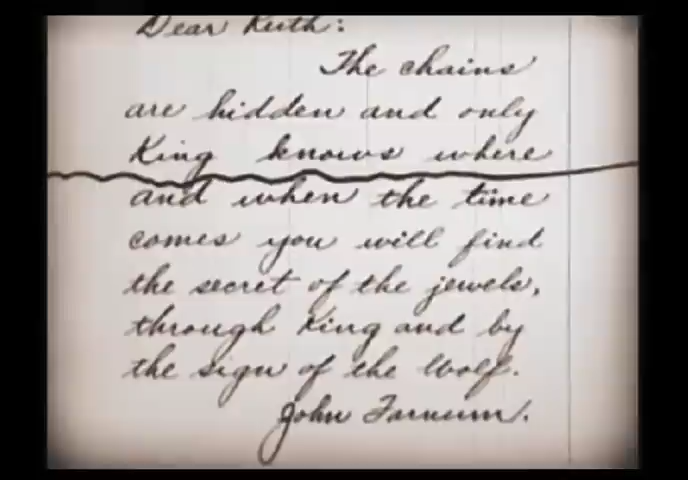 Dear Ruth:
The chains
are hidden and only
King knows where
and when the time
comes you will find
the secret of the jewels,
through King and by
the sign of the Wolf.
John Farnum.